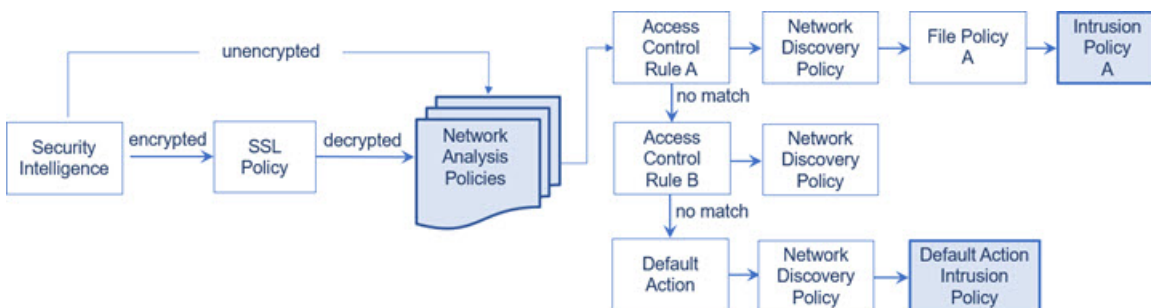 unencrypted
Security
Intelligence
encrypted
SSL
Policy
decrypted
Network
Analysis
Policies
Access
Control
Rule A
Network
Discovery
Policy
File Policy
A
Intrusion
Policy
A
no match
Access
Control
Rule B
Network
Discovery
Policy
no match
Default
Action
Network
Discovery
Policy
Default Action
Intrusion
Policy